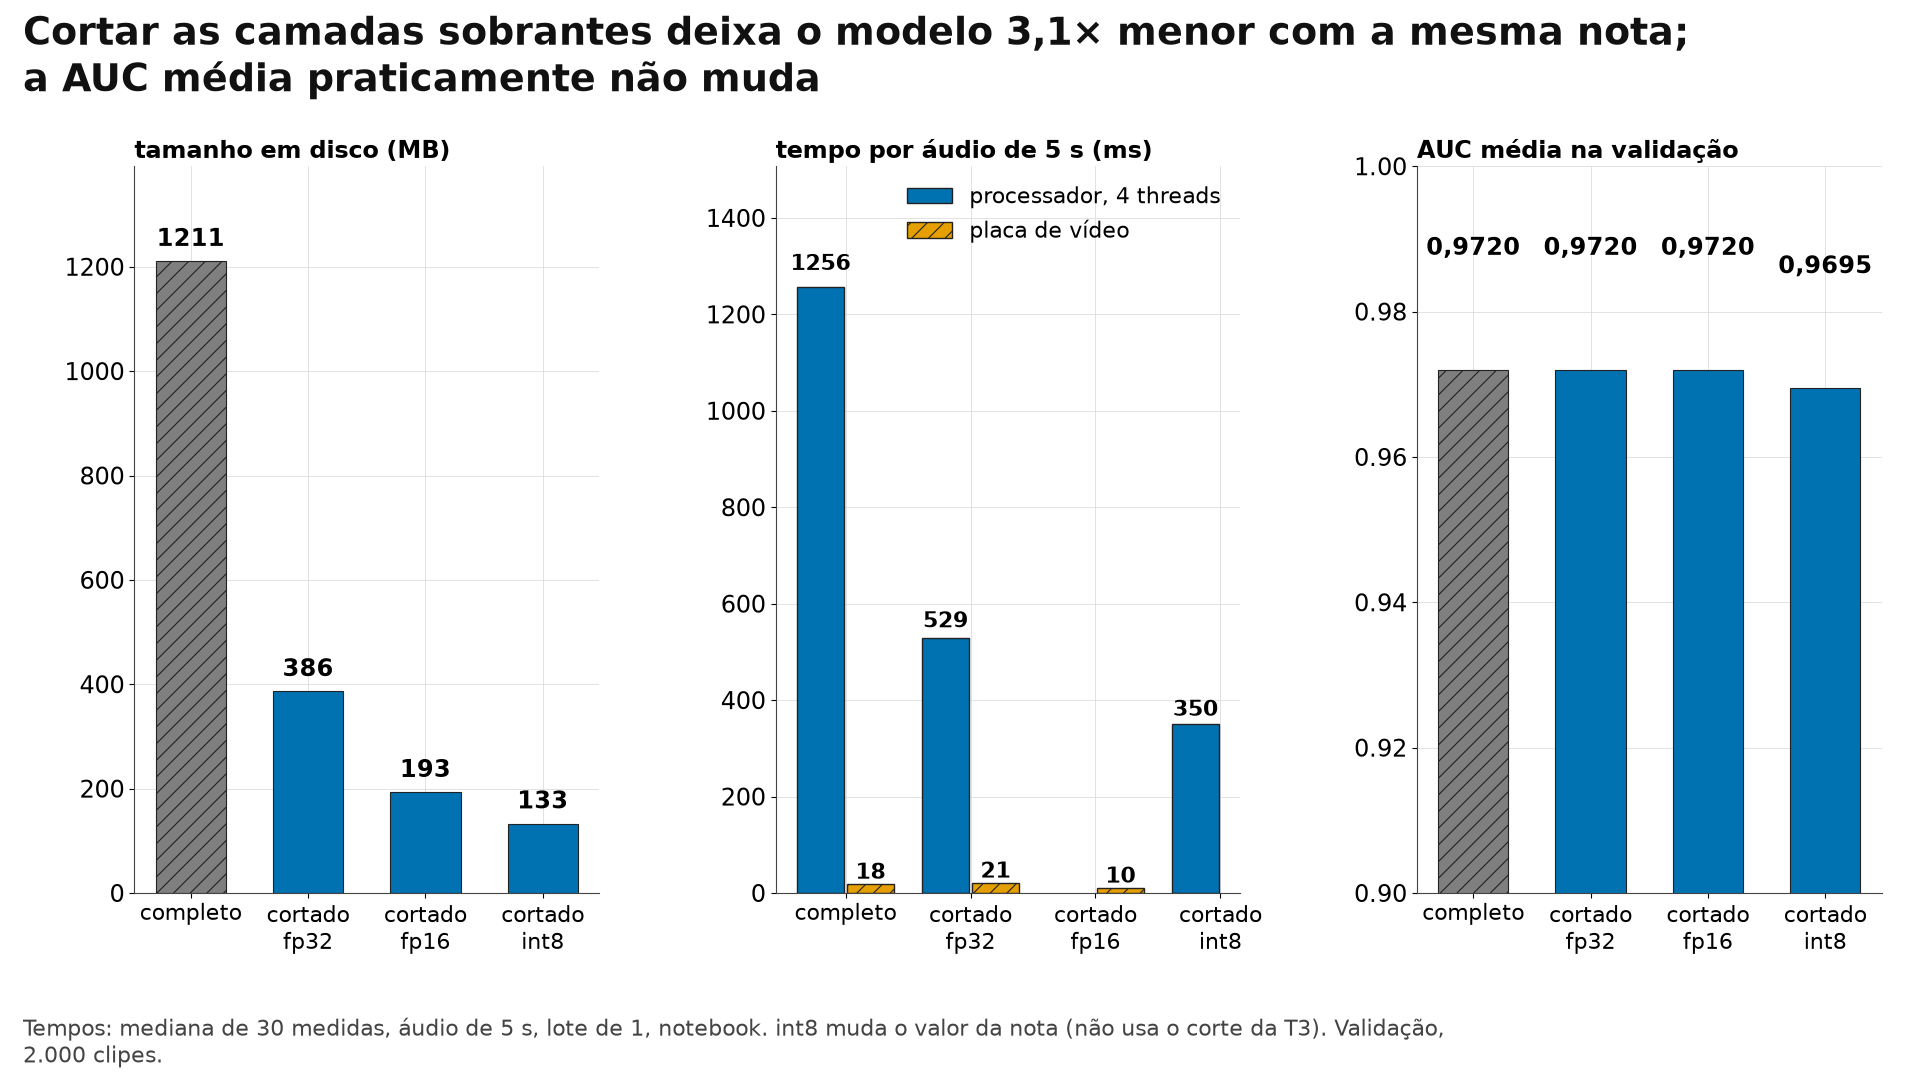 Cortar as camadas sobrantes deixa o modelo 3,1× menor com a mesma nota;
a AUC média praticamente não muda
tamanho em disco (MB)
1200
1000
800
600
400
200
0
1211
386
193
133
completo
cortado
fp32
cortado
fp16
cortado
int8
tempo por áudio de 5 s (ms)
processador, 4 threads
placa de vídeo
1400
1200
1000
800
600
400
200
0
1256
18
529
21
10
350
completo
cortado
fp32
cortado
fp16
cortado
int8
AUC média na validação
1.00
0.98
0.96
0.94
0.92
0.90
0,9720
0,9720
0,9720
0,9695
completo
cortado
fp32
cortado
fp16
cortado
int8
Tempos: mediana de 30 medidas, áudio de 5 s, lote de 1, notebook. int8 muda o valor da nota (não usa o corte da T3). Validação,
2.000 clipes.